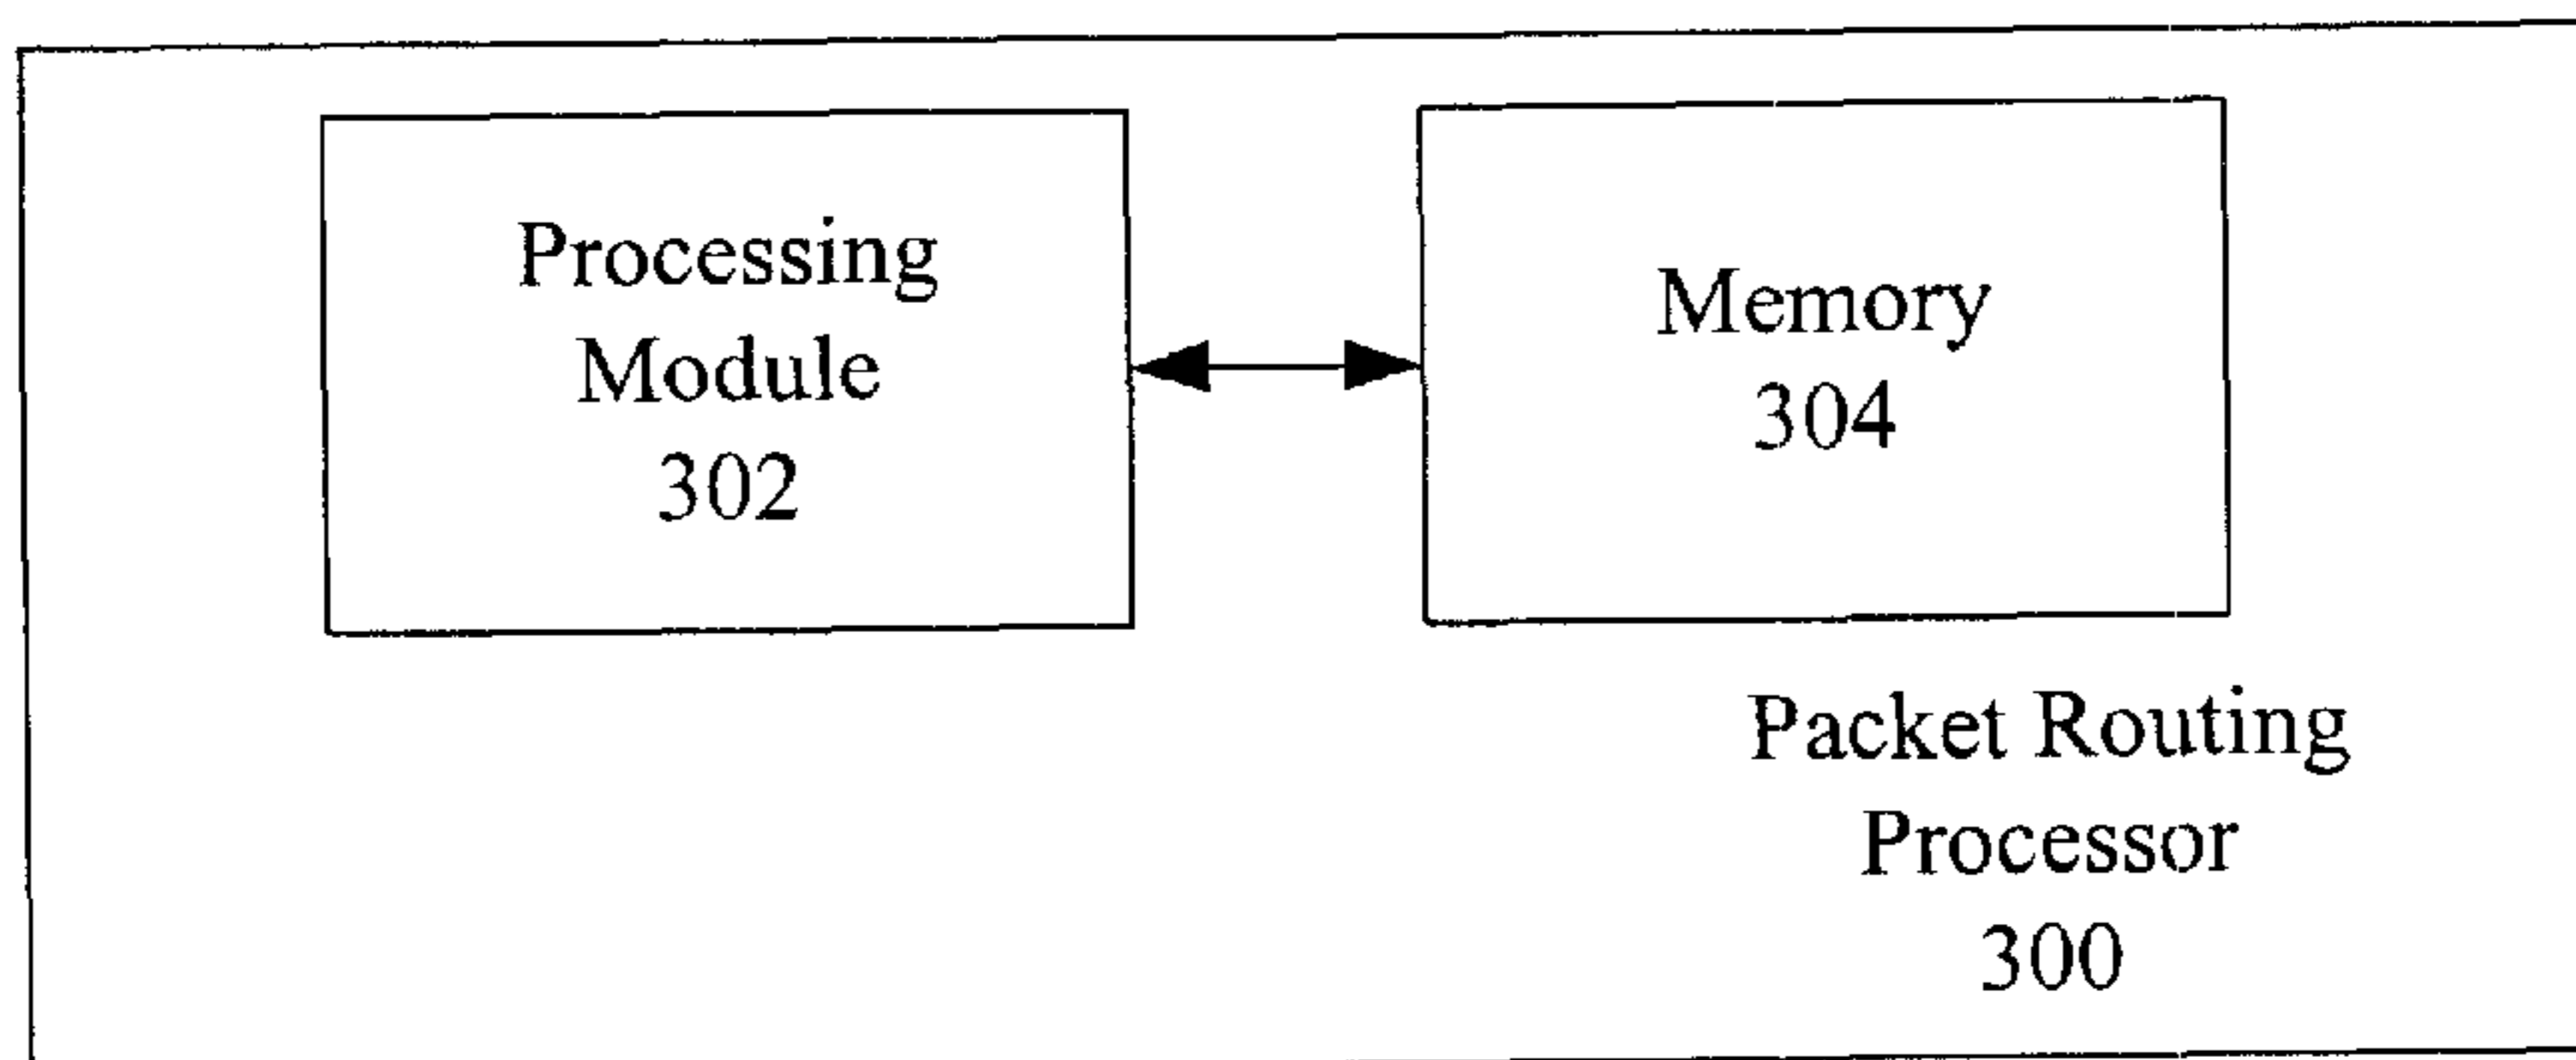 Processing
Module
302
Memory
304
Packet Routing
Processor
300